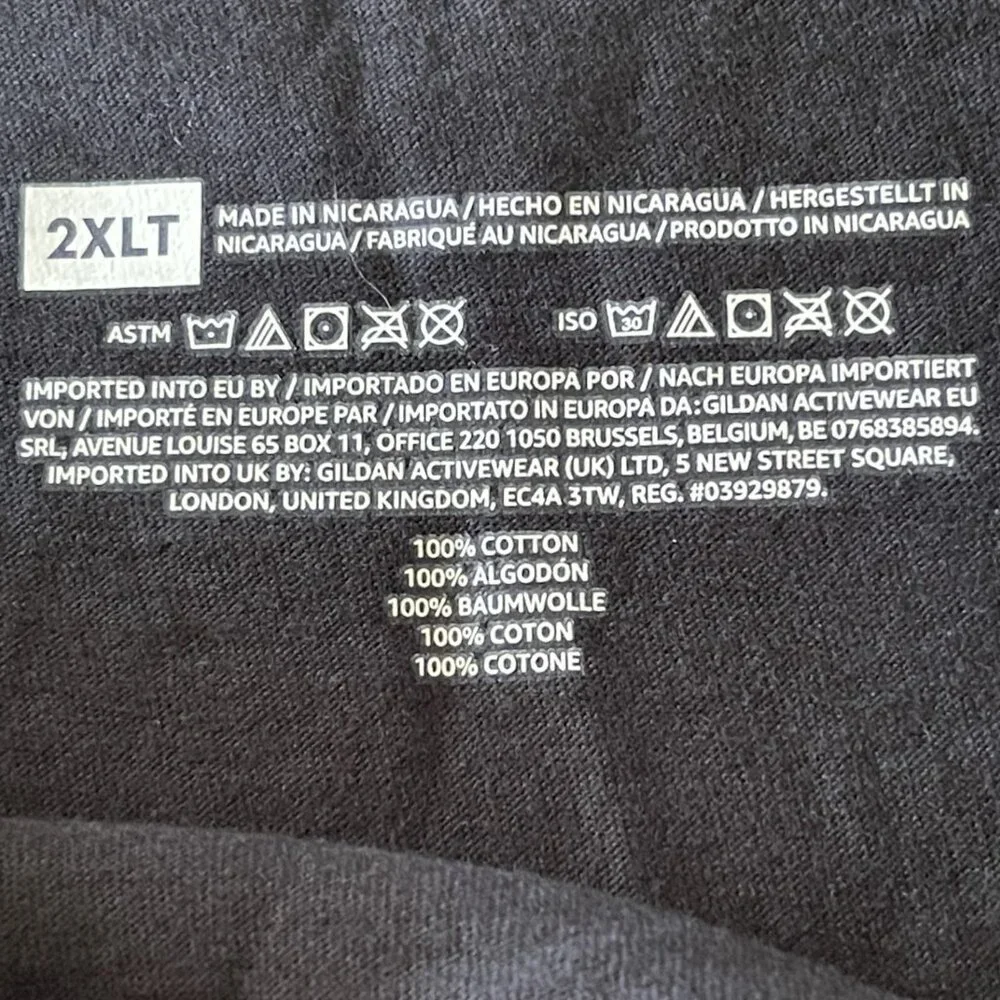 2XLT
MADE IN NICARAGUA / HECHO EN NICARAGUA / HERGESTELLT IN
NICARAGUA / FABRIQUÉ AU NICARAGUA / PRODOTTO IN NICARAGUA
ASTM
ISO 30
IMPORTED INTO EU BY / IMPORTADO EN EUROPA POR / NACH EUROPA IMPORTIERT
VON / IMPORTÉ EN EUROPE PAR / IMPORTATO IN EUROPA DA: GILDAN ACTIVEWEAR EU
SRL, AVENUE LOUISE 65 BOX 11, OFFICE 220 1050 BRUSSELS, BELGIUM, BE 0768385894.
IMPORTED INTO UK BY: GILDAN ACTIVEWEAR (UK) LTD, 5 NEW STREET SQUARE,
LONDON, UNITED KINGDOM, EC4A 3TW, REG. #03929879.
100% COTTON
100% ALGODÓN
100% BAUMWOLLE
100% COTON
100% COTONE